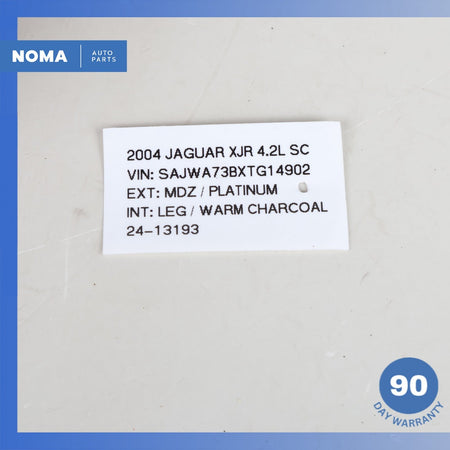 NOMA AUTO PARTS
2004 JAGUAR XJR 4.2L SC
VIN: SAJWA73BXTG14902
EXT: MDZ / PLATINUM
INT: LEG / WARM CHARCOAL
24-13193
90
DAY WARRANTY